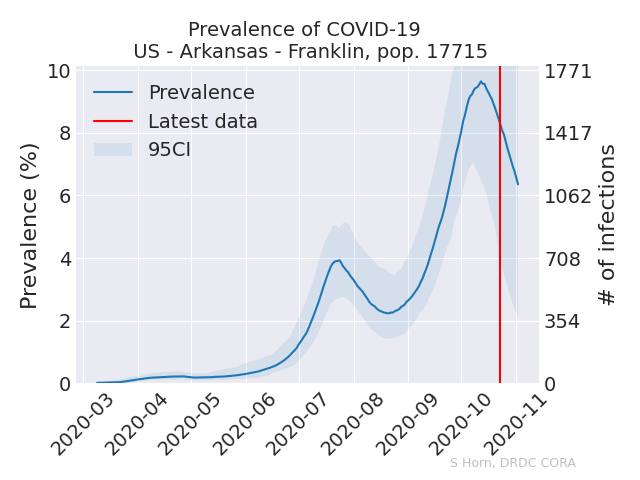 Prevalence of COVID-19
US - Arkansas - Franklin, pop. 17715
Prevalence
Latest data
95CI
Prevalence (%)
10
8
6
4
2
0
1771
1417
1062
708
354
0
# of infections
2020-03
2020-04
2020-05
2020-06
2020-07
2020-08
2020-09
2020-10
2020-11
S Horn, DRDC CORA